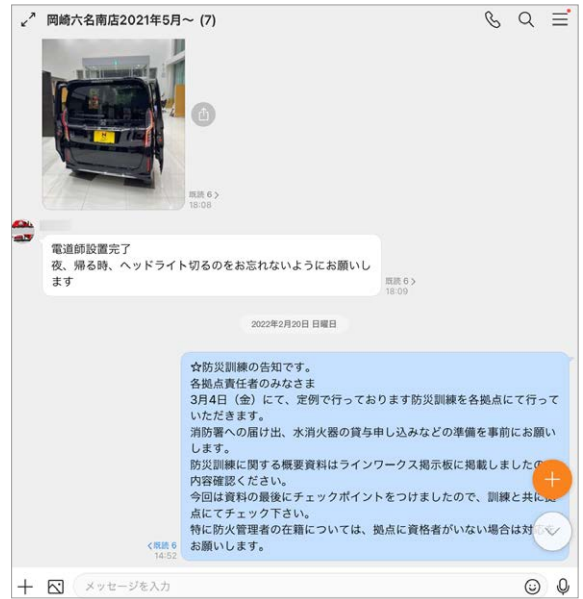 岡崎六名南店2021年5月～ (7)
既読 6 >
18:08
電道師設置完了
夜、帰る時、ヘッドライト切るのをお忘れないようにお願いし
ます
既読 6 >
18:09
2022年2月20日 日曜日
☆防災訓練の告知です。
各拠点責任者のみなさま
3月4日（金）にて、定例で行っております防災訓練を各拠点にて行って
いただきます。
消防署への届け出、水消火器の貸与申し込みなどの準備を事前にお願い
します。
防災訓練に関する概要資料はラインワークス掲示板に掲載しました
内容確認ください。
今回は資料の最後にチェックポイントをつけましたので、訓練と共に
点にてチェック下さい。
特に防火管理者の在籍については、拠点に資格者がいない場合は対
お願いします。
<既読 6
14:52
メッセージを入力